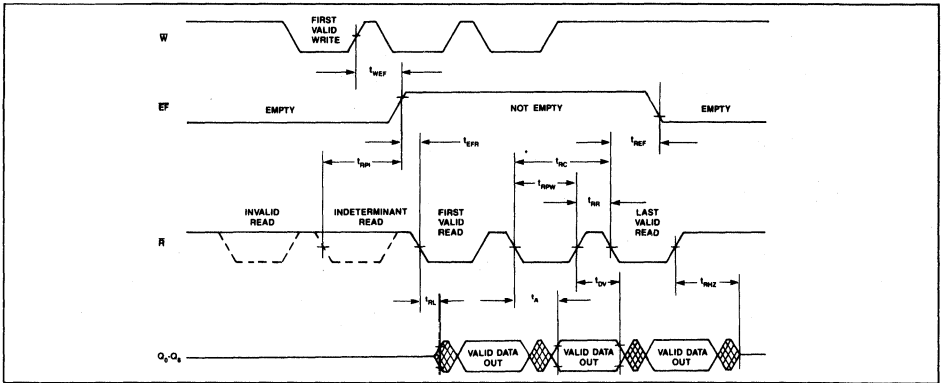 W̅
FIRST
VALID
WRITE
tWEF
E̅F̅
EMPTY
NOT EMPTY
EMPTY
tEFR
tREF
tRPI
tRC
tRPW
tRR
INVALID
READ
INDETERMINANT
READ
FIRST
VALID
READ
LAST
VALID
READ
R̅
tRL
tA
tDV
tRHZ
Q0-Q8
VALID DATA
OUT
VALID DATA
OUT
VALID DATA
OUT